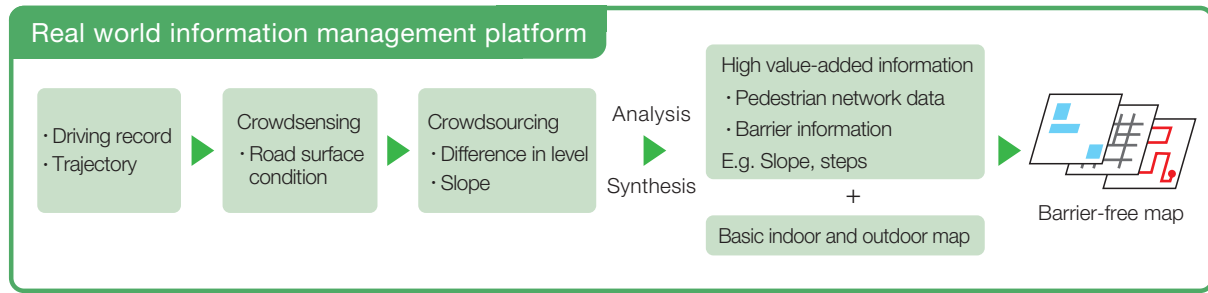 Real world information management platform
・Driving record
・Trajectory
Crowdsensing
・Road surface
condition
Crowdsourcing
・Difference in level
・Slope
Analysis
Synthesis
High value-added information
・Pedestrian network data
・Barrier information
E.g. Slope, steps
+
Basic indoor and outdoor map
Barrier-free map